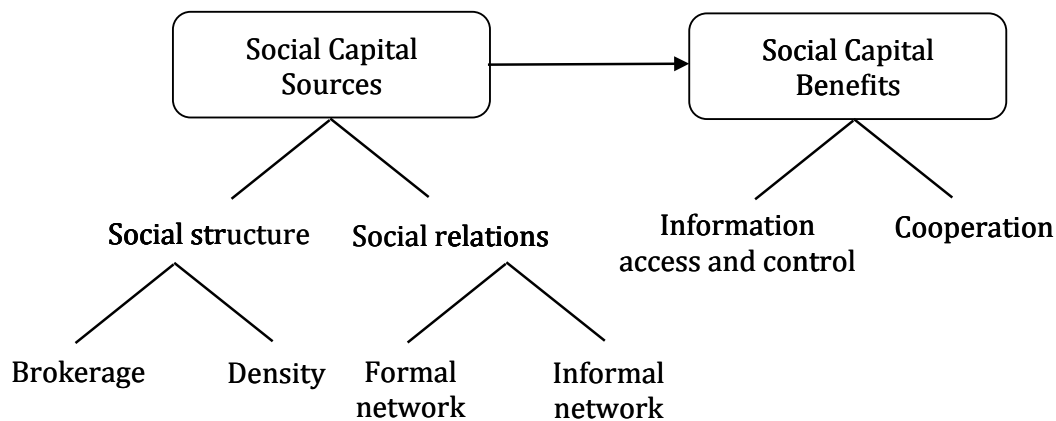 Social Capital
Sources
Social Capital
Benefits
Social structure
Social relations
Information
access and control
Cooperation
Brokerage
Density
Formal
network
Informal
network